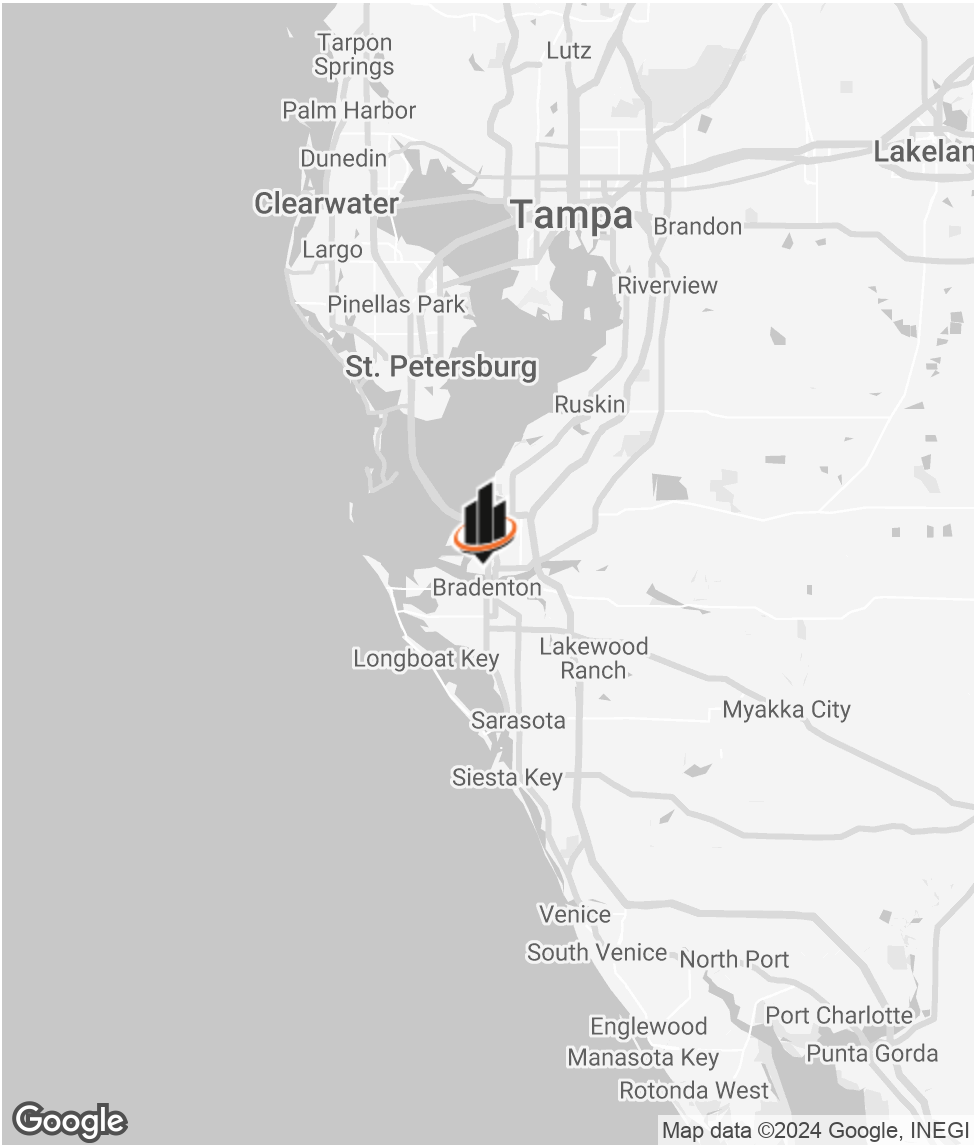 Tarpon
Springs
Lutz
Palm Harbor
Dunedin
Lakelan
Clearwater
Tampa
Brandon
Largo
Riverview
Pinellas Park
St. Petersburg
Ruskin
Bradenton
Lakewood
Ranch
Longboat Key
Myakka City
Sarasota
Siesta Key
Venice
South Venice
North Port
Port Charlotte
Englewood
Punta Gorda
Manasota Key
Rotonda West
Google
Map data ©2024 Google, INEGI